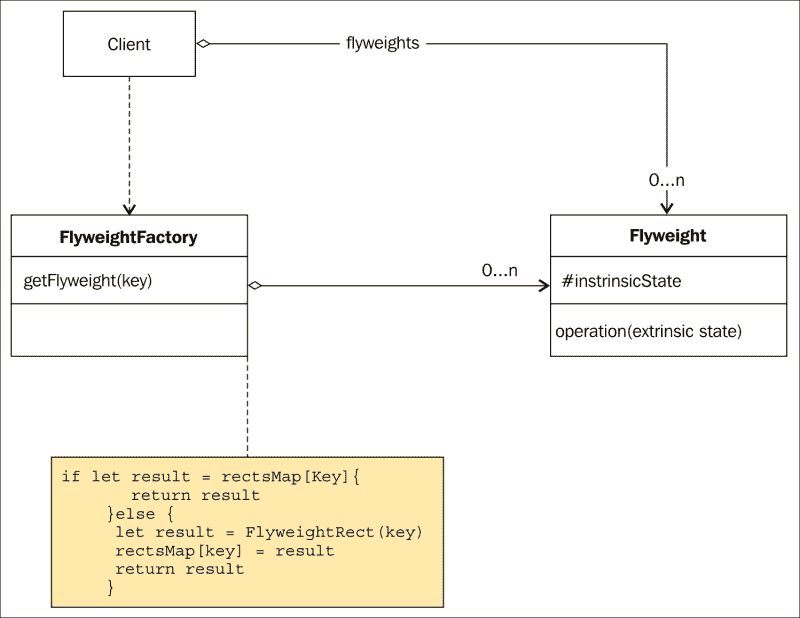 Client
flyweights
0...n
FlyweightFactory
getFlyweight(key)
0...n
Flyweight
#instrinsicState
operation(extrinsic state)
if let result = rectsMap[Key]{
return result
}else {
let result = FlyweightRect(key)
rectsMap[key] = result
return result
}